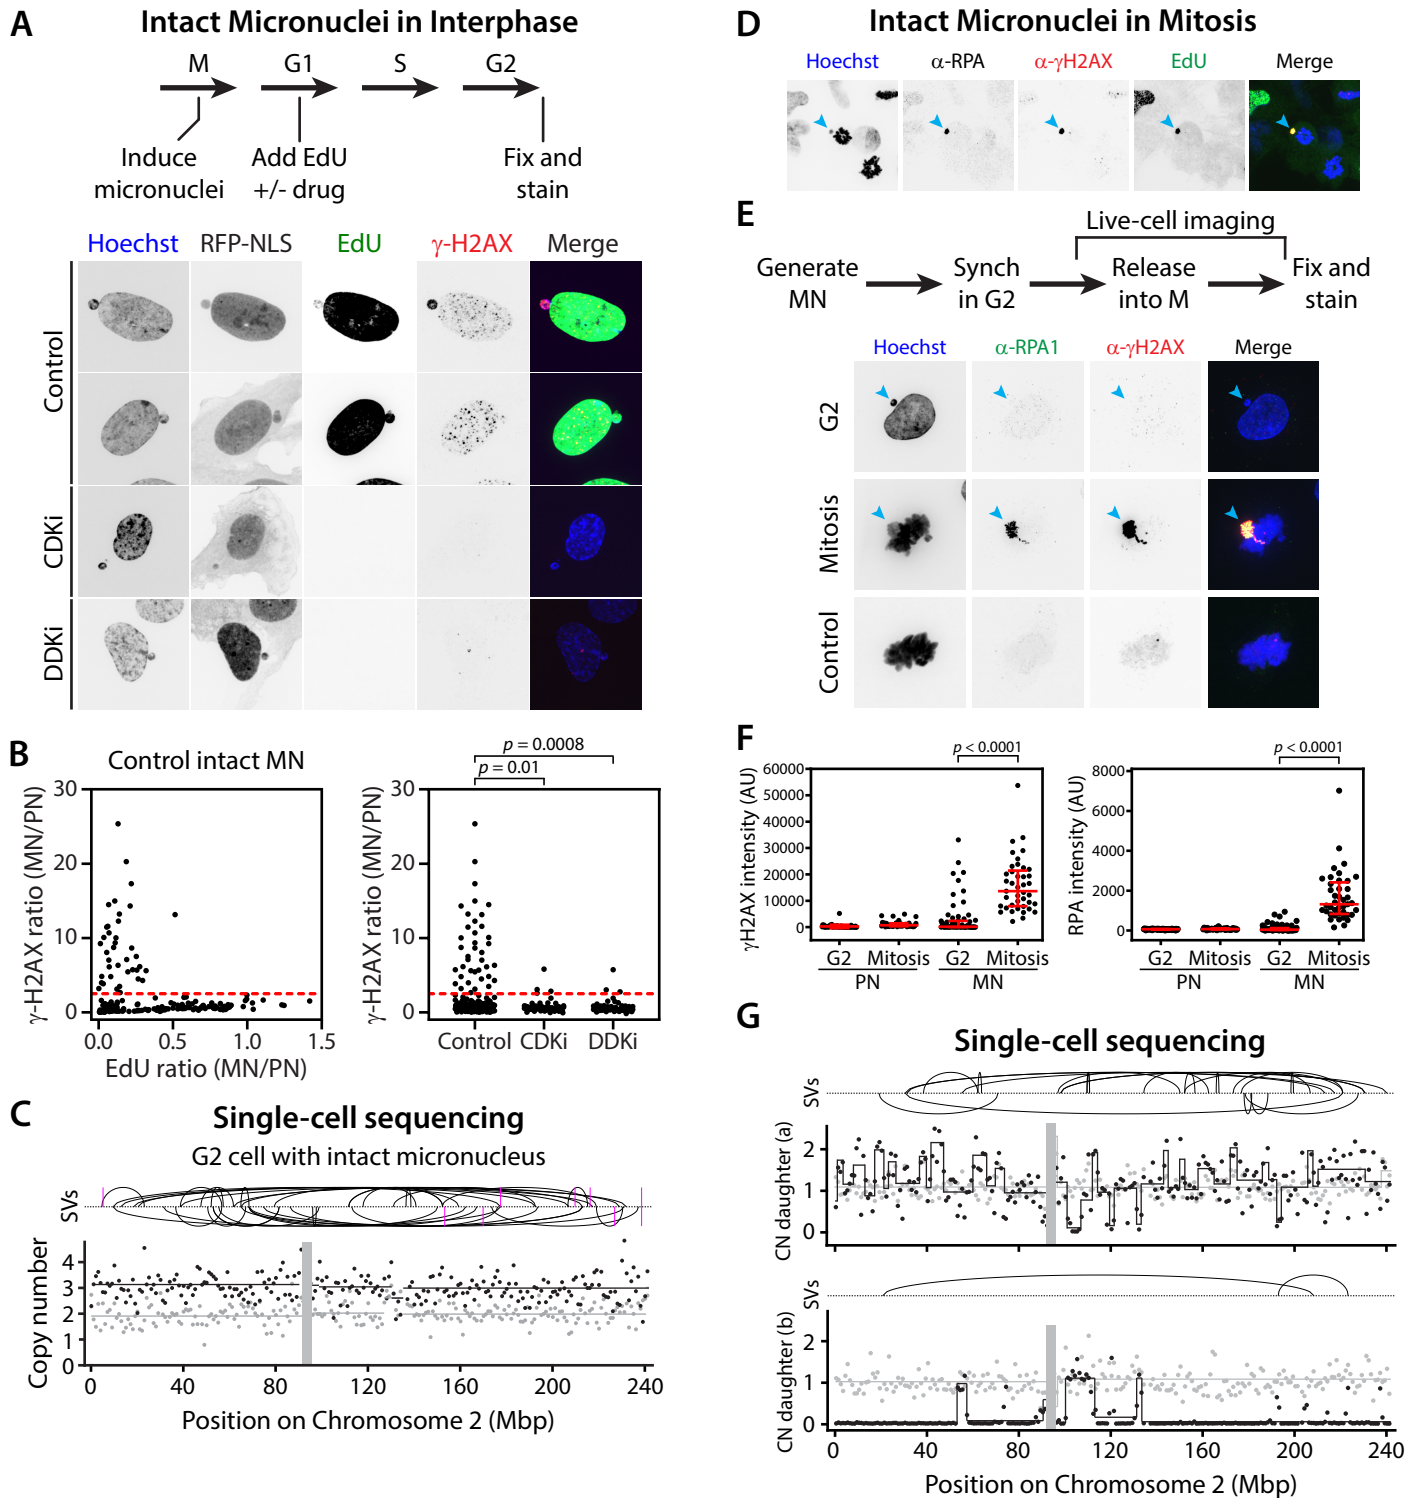 A
Intact Micronuclei in Interphase
M G1 S G2
Induce micronuclei
Add EdU +/- drug
Fix and stain
Hoechst RFP-NLS EdU γ-H2AX Merge
Control
CDKi
DDKi
B
Control intact MN
γ-H2AX ratio (MN/PN)
30
20
10
0
0.0 0.5 1.0 1.5
EdU ratio (MN/PN)
p = 0.0008
p = 0.01
γ-H2AX ratio (MN/PN)
30
20
10
0
Control CDKi DDKi
C
Single-cell sequencing
G2 cell with intact micronucleus
SVs
Copy number
4
3
2
1
0
0 40 80 120 160 200 240
Position on Chromosome 2 (Mbp)
D
Intact Micronuclei in Mitosis
Hoechst α-RPA α-γH2AX EdU Merge
E
Live-cell imaging
Generate MN
Synch in G2
Release into M
Fix and stain
Hoechst α-RPA1 α-γH2AX Merge
G2
Mitosis
Control
F
p < 0.0001
γH2AX intensity (AU)
60000
50000
40000
30000
20000
10000
0
G2 Mitosis G2 Mitosis
PN MN
p < 0.0001
RPA intensity (AU)
8000
6000
4000
2000
0
G2 Mitosis G2 Mitosis
PN MN
G
Single-cell sequencing
SVs
CN daughter (a)
2
1
0
0 40 80 120 160 200 240
SVs
CN daughter (b)
2
1
0
0 40 80 120 160 200 240
Position on Chromosome 2 (Mbp)